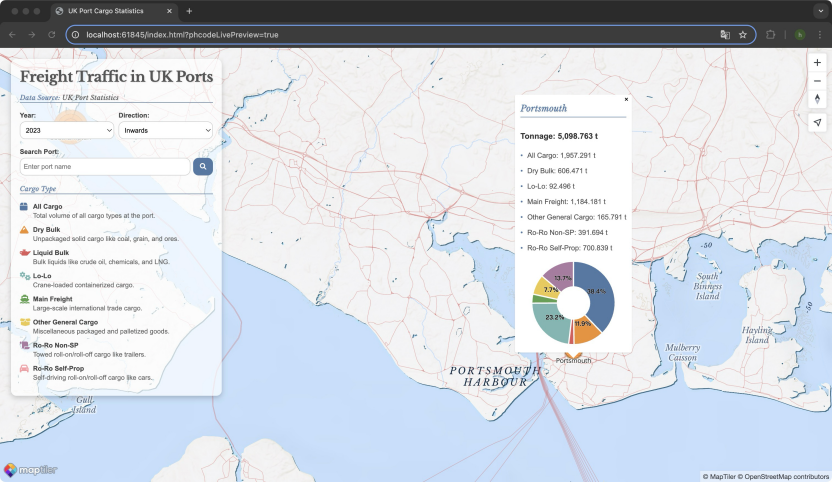 UK Port Cargo Statistics
localhost:61845/index.html?phcodeLivePreview=true
k
Freight Traffic in UK Ports
Data Source: UK Port Statistics
Year:
Direction:
2023
Inwards
Search Port:
Enter port name
Cargo Type
All Cargo
Total volume of all cargo types at the port.
Dry Bulk
Unpackaged solid cargo like coal, grain, and ores.
Liquid Bulk
Bulk liquids like crude oil, chemicals, and LNG.
Lo-Lo
Crane-loaded containerized cargo.
Main Freight
Large-scale international trade cargo.
Other General Cargo
Miscellaneous packaged and palletized goods.
Ro-Ro Non-SP
Towed roll-on/roll-off cargo like trailers.
Ro-Ro Self-Prop
Self-driving roll-on/roll-off cargo like cars.
Gull
Island
maptiler
Portsmouth
Tonnage: 5,098.763 t
All Cargo: 1,957.291 t
Dry Bulk: 606.471 t
Lo-Lo: 92.496 t
Main Freight: 1,184.181 t
Other General Cargo: 165.791 t
Ro-Ro Non-SP: 391.694 t
Ro-Ro Self-Prop: 700.839 t
13.7%
7.7%
38.4%
23.2%
11.9%
Portsmouth
PORTSMOUTH
HARBOUR
-50
South
Binness
Island
-50
Hayling
Island
Mulberry
Caisson
© MapTiler © OpenStreetMap contributors